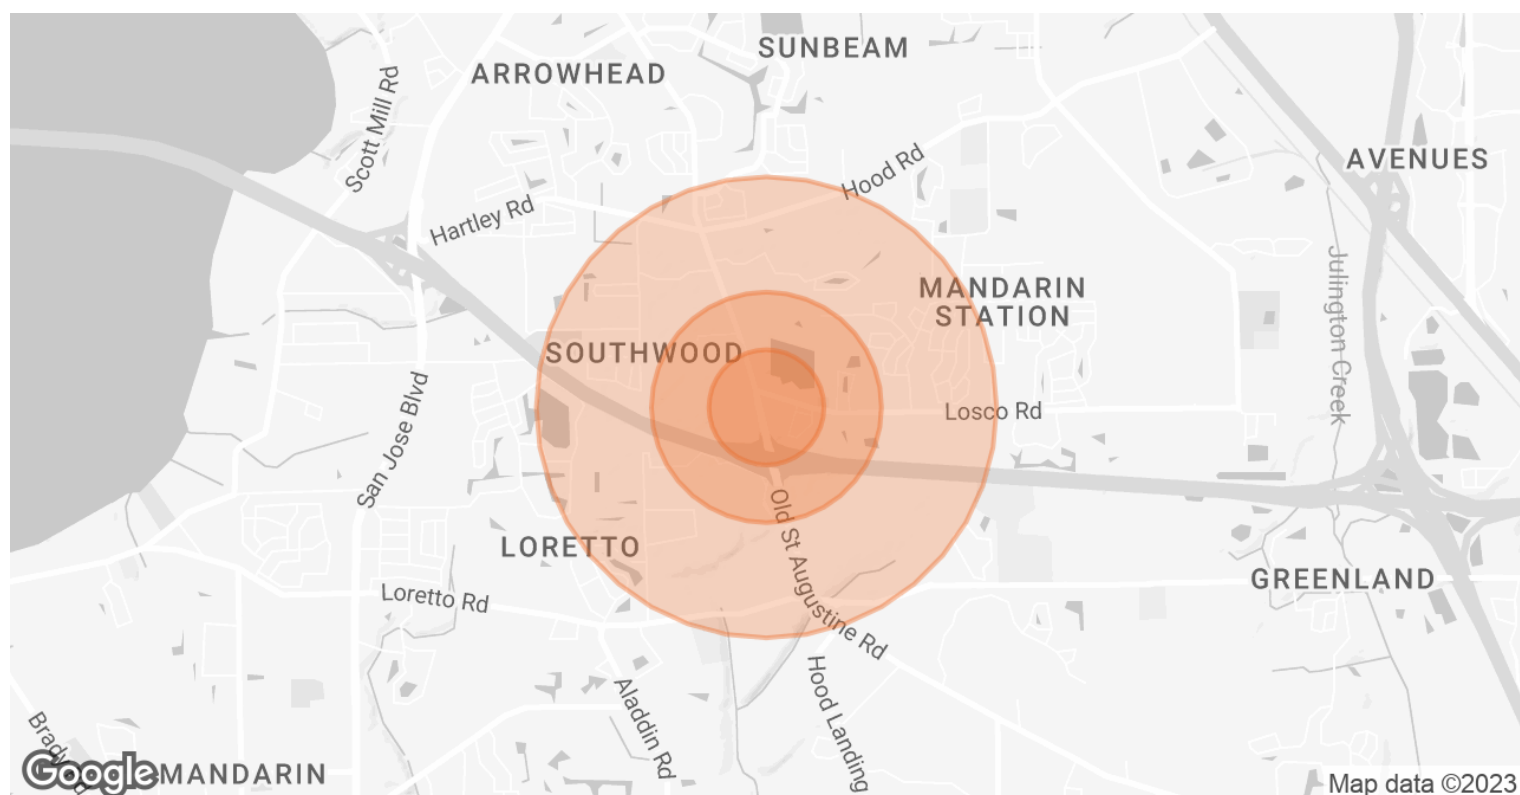 SUNBEAM
ARROWHEAD
Scott Mill Rd
AVENUES
Hood Rd
Hartley Rd
MANDARIN
STATION
Julington Creek
SOUTHWOOD
San Jose Blvd
Losco Rd
LORETTO
Old St Augustine Rd
GREENLAND
Loretto Rd
Hood Landing
Aladdin Rd
Google
MANDARIN
Map data ©2023